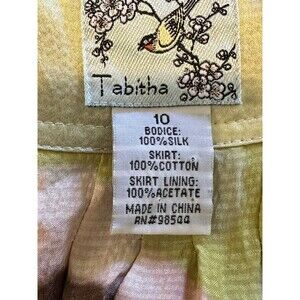 Tabitha
10
BODICE:
100%SILK
SKIRT:
100%COTTON
SKIRT LINING:
100%ACETATE
MADE IN CHINA
RN#98544